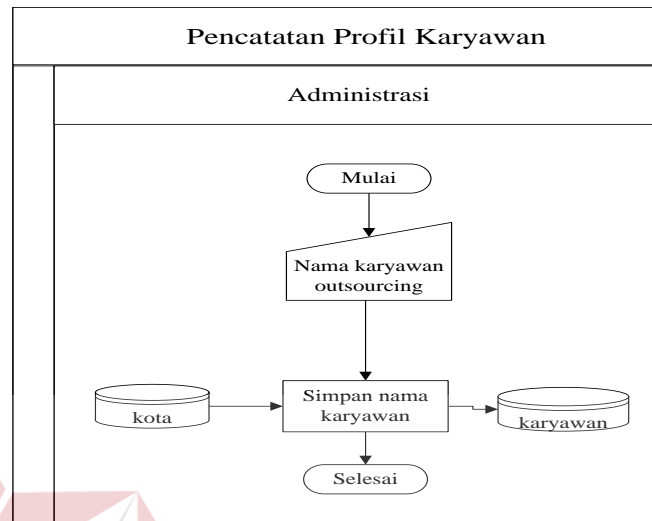 Pencatatan Profil Karyawan
Administrasi
Mulai
Nama karyawan
outsourcing
kota
Simpan nama
karyawan
karyawan
Selesai